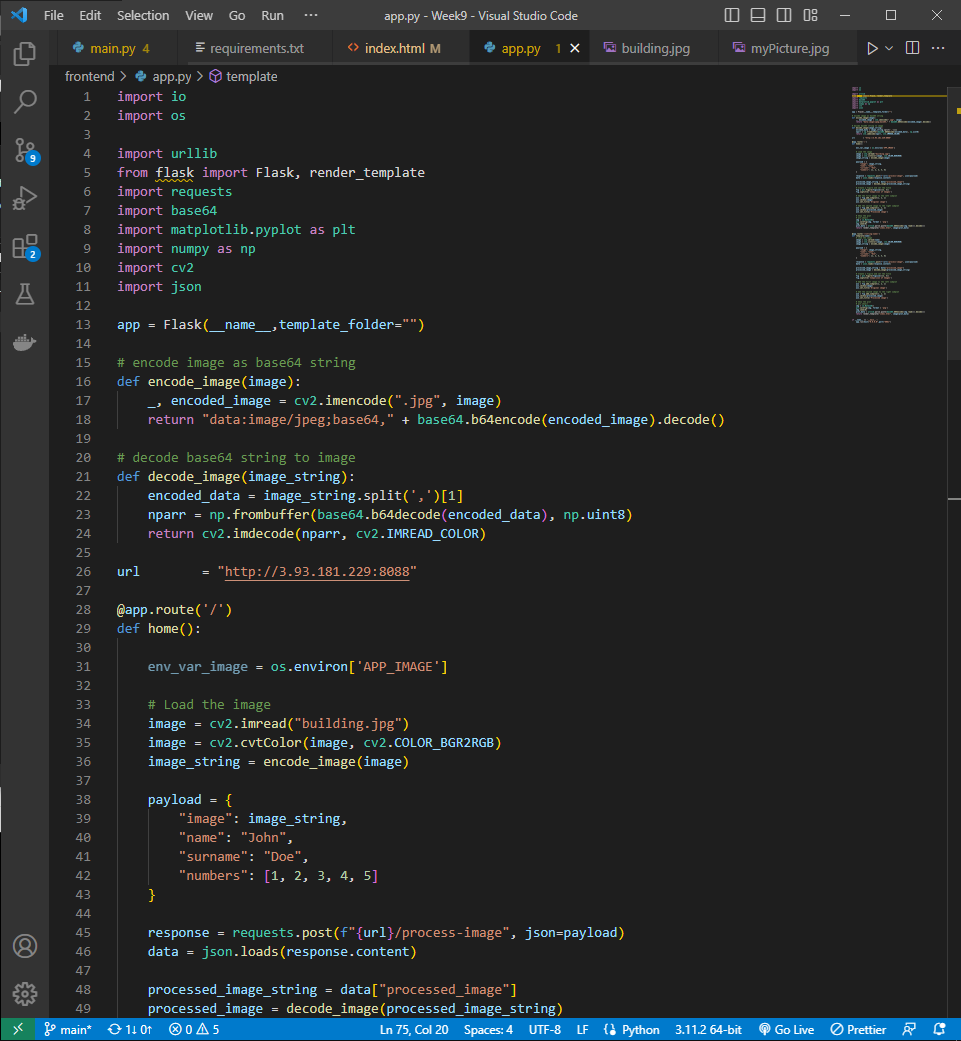 File Edit Selection View Go Run ··· app.py - Week9 - Visual Studio Code
main.py 4 requirements.txt index.html M app.py 1 building.jpg myPicture.jpg
frontend > app.py > template
1 import io
2 import os
3
4 import urllib
5 from flask import Flask, render_template
6 import requests
7 import base64
8 import matplotlib.pyplot as plt
9 import numpy as np
10 import cv2
11 import json
12
13 app = Flask(__name__,template_folder="")
14
15 # encode image as base64 string
16 def encode_image(image):
17 _, encoded_image = cv2.imencode(".jpg", image)
18 return "data:image/jpeg;base64," + base64.b64encode(encoded_image).decode()
19
20 # decode base64 string to image
21 def decode_image(image_string):
22 encoded_data = image_string.split(',')[1]
23 nparr = np.frombuffer(base64.b64decode(encoded_data), np.uint8)
24 return cv2.imdecode(nparr, cv2.IMREAD_COLOR)
25
26 url = "http://3.93.181.229:8088"
27
28 @app.route('/')
29 def home():
30
31 env_var_image = os.environ['APP_IMAGE']
32
33 # Load the image
34 image = cv2.imread("building.jpg")
35 image = cv2.cvtColor(image, cv2.COLOR_BGR2RGB)
36 image_string = encode_image(image)
37
38 payload = {
39 "image": image_string,
40 "name": "John",
41 "surname": "Doe",
42 "numbers": [1, 2, 3, 4, 5]
43 }
44
45 response = requests.post(f"{url}/process-image", json=payload)
46 data = json.loads(response.content)
47
48 processed_image_string = data["processed_image"]
49 processed_image = decode_image(processed_image_string)
9
2
main* 1↓ 0↑ 0 5 Ln 75, Col 20 Spaces: 4 UTF-8 LF Python 3.11.2 64-bit Go Live Prettier